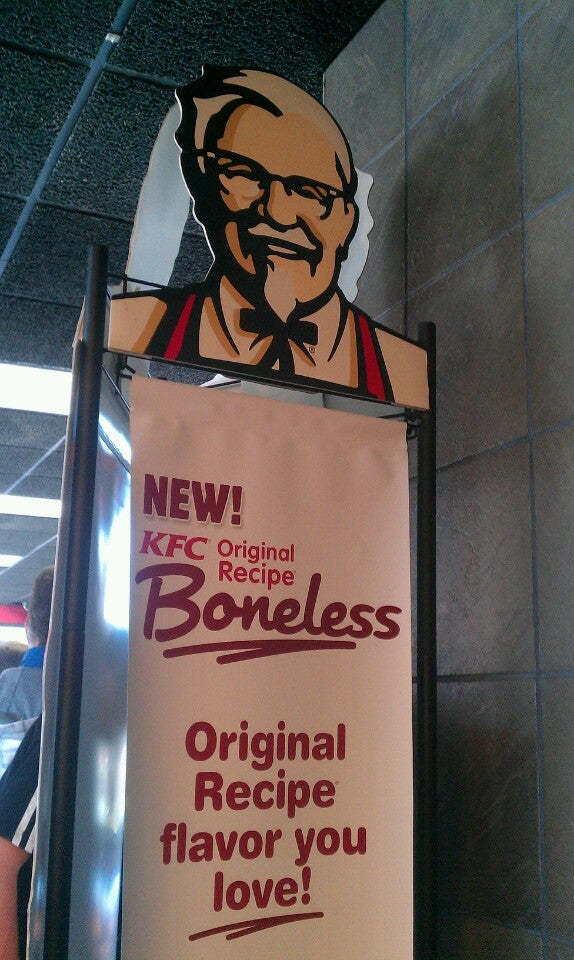 NEW!
KFC Original
Recipe
Boneless
Original
Recipe
flavor you
love!